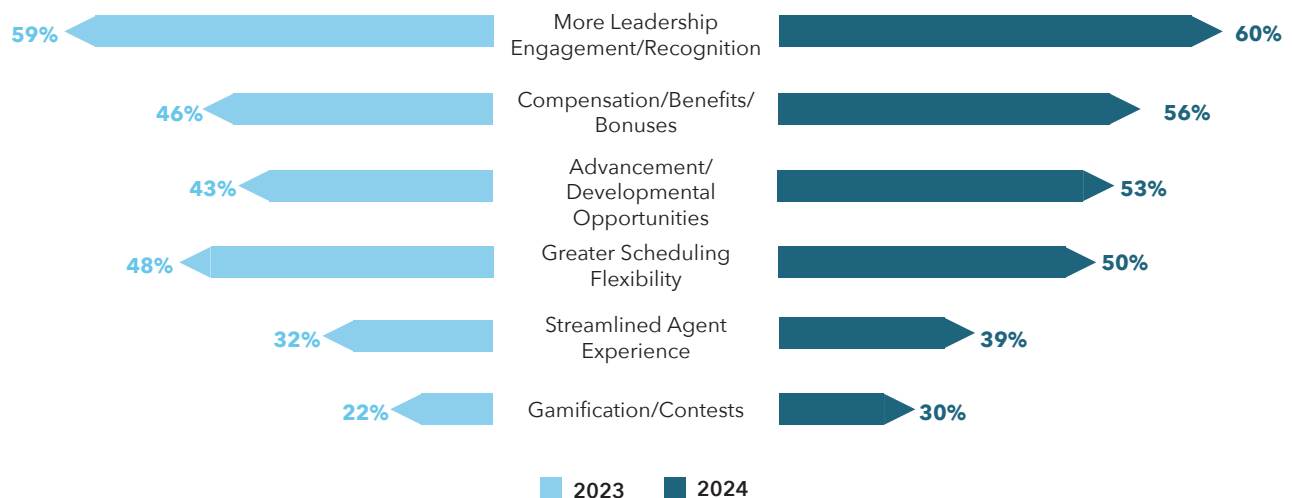 59%
More Leadership
Engagement/Recognition
60%
46%
Compensation/Benefits/
Bonuses
56%
43%
Advancement/
Developmental
Opportunities
53%
48%
Greater Scheduling
Flexibility
50%
32%
Streamlined Agent
Experience
39%
22%
Gamification/Contests
30%
2023
2024